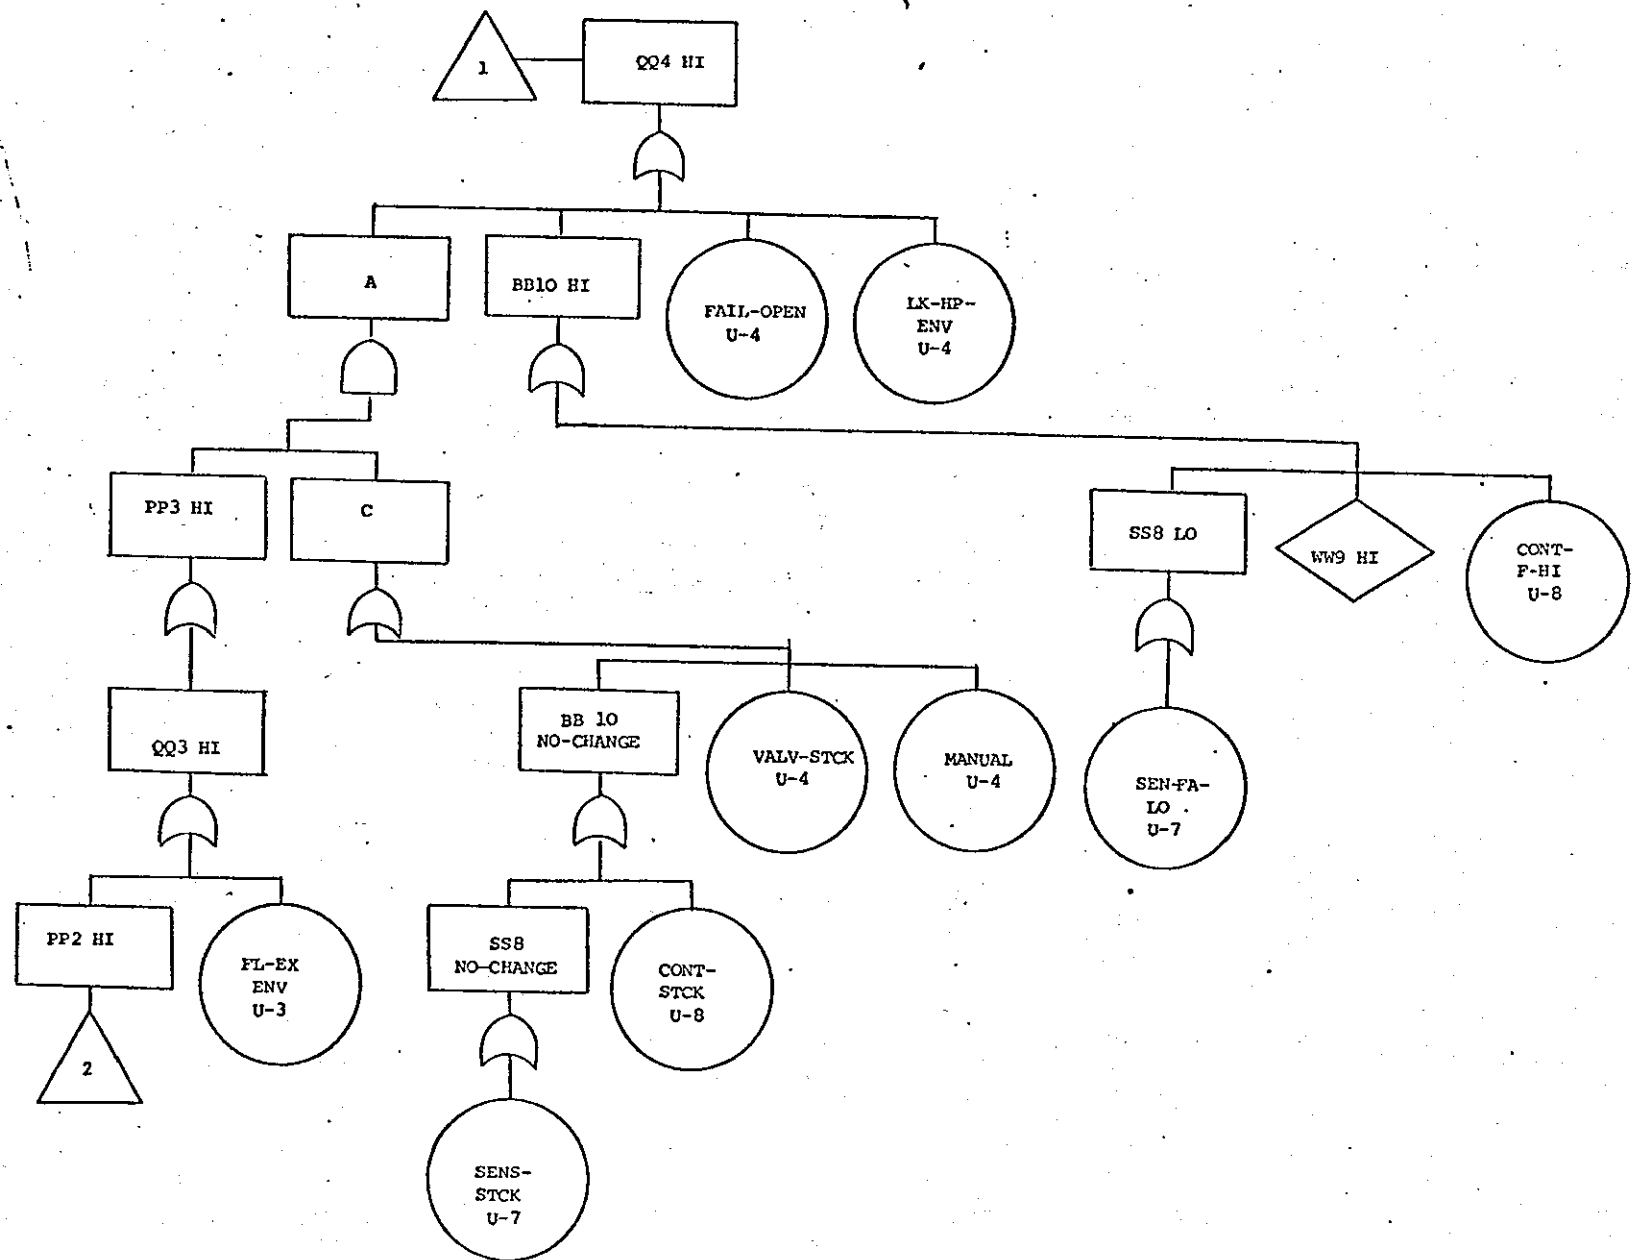 1
QQ4 HI
A
BB10 HI
FAIL-OPEN
U-4
LK-HP-
ENV
U-4
PP3 HI
C
SS8 LO
WW9 HI
CONT-
F-HI
U-8
QQ3 HI
BB 10
NO-CHANGE
VALV-STCK
U-4
MANUAL
U-4
SEN-FA-
LO
U-7
PP2 HI
FL-EX
ENV
U-3
SS8
NO-CHANGE
CONT-
STCK
U-8
2
SENS-
STCK
U-7